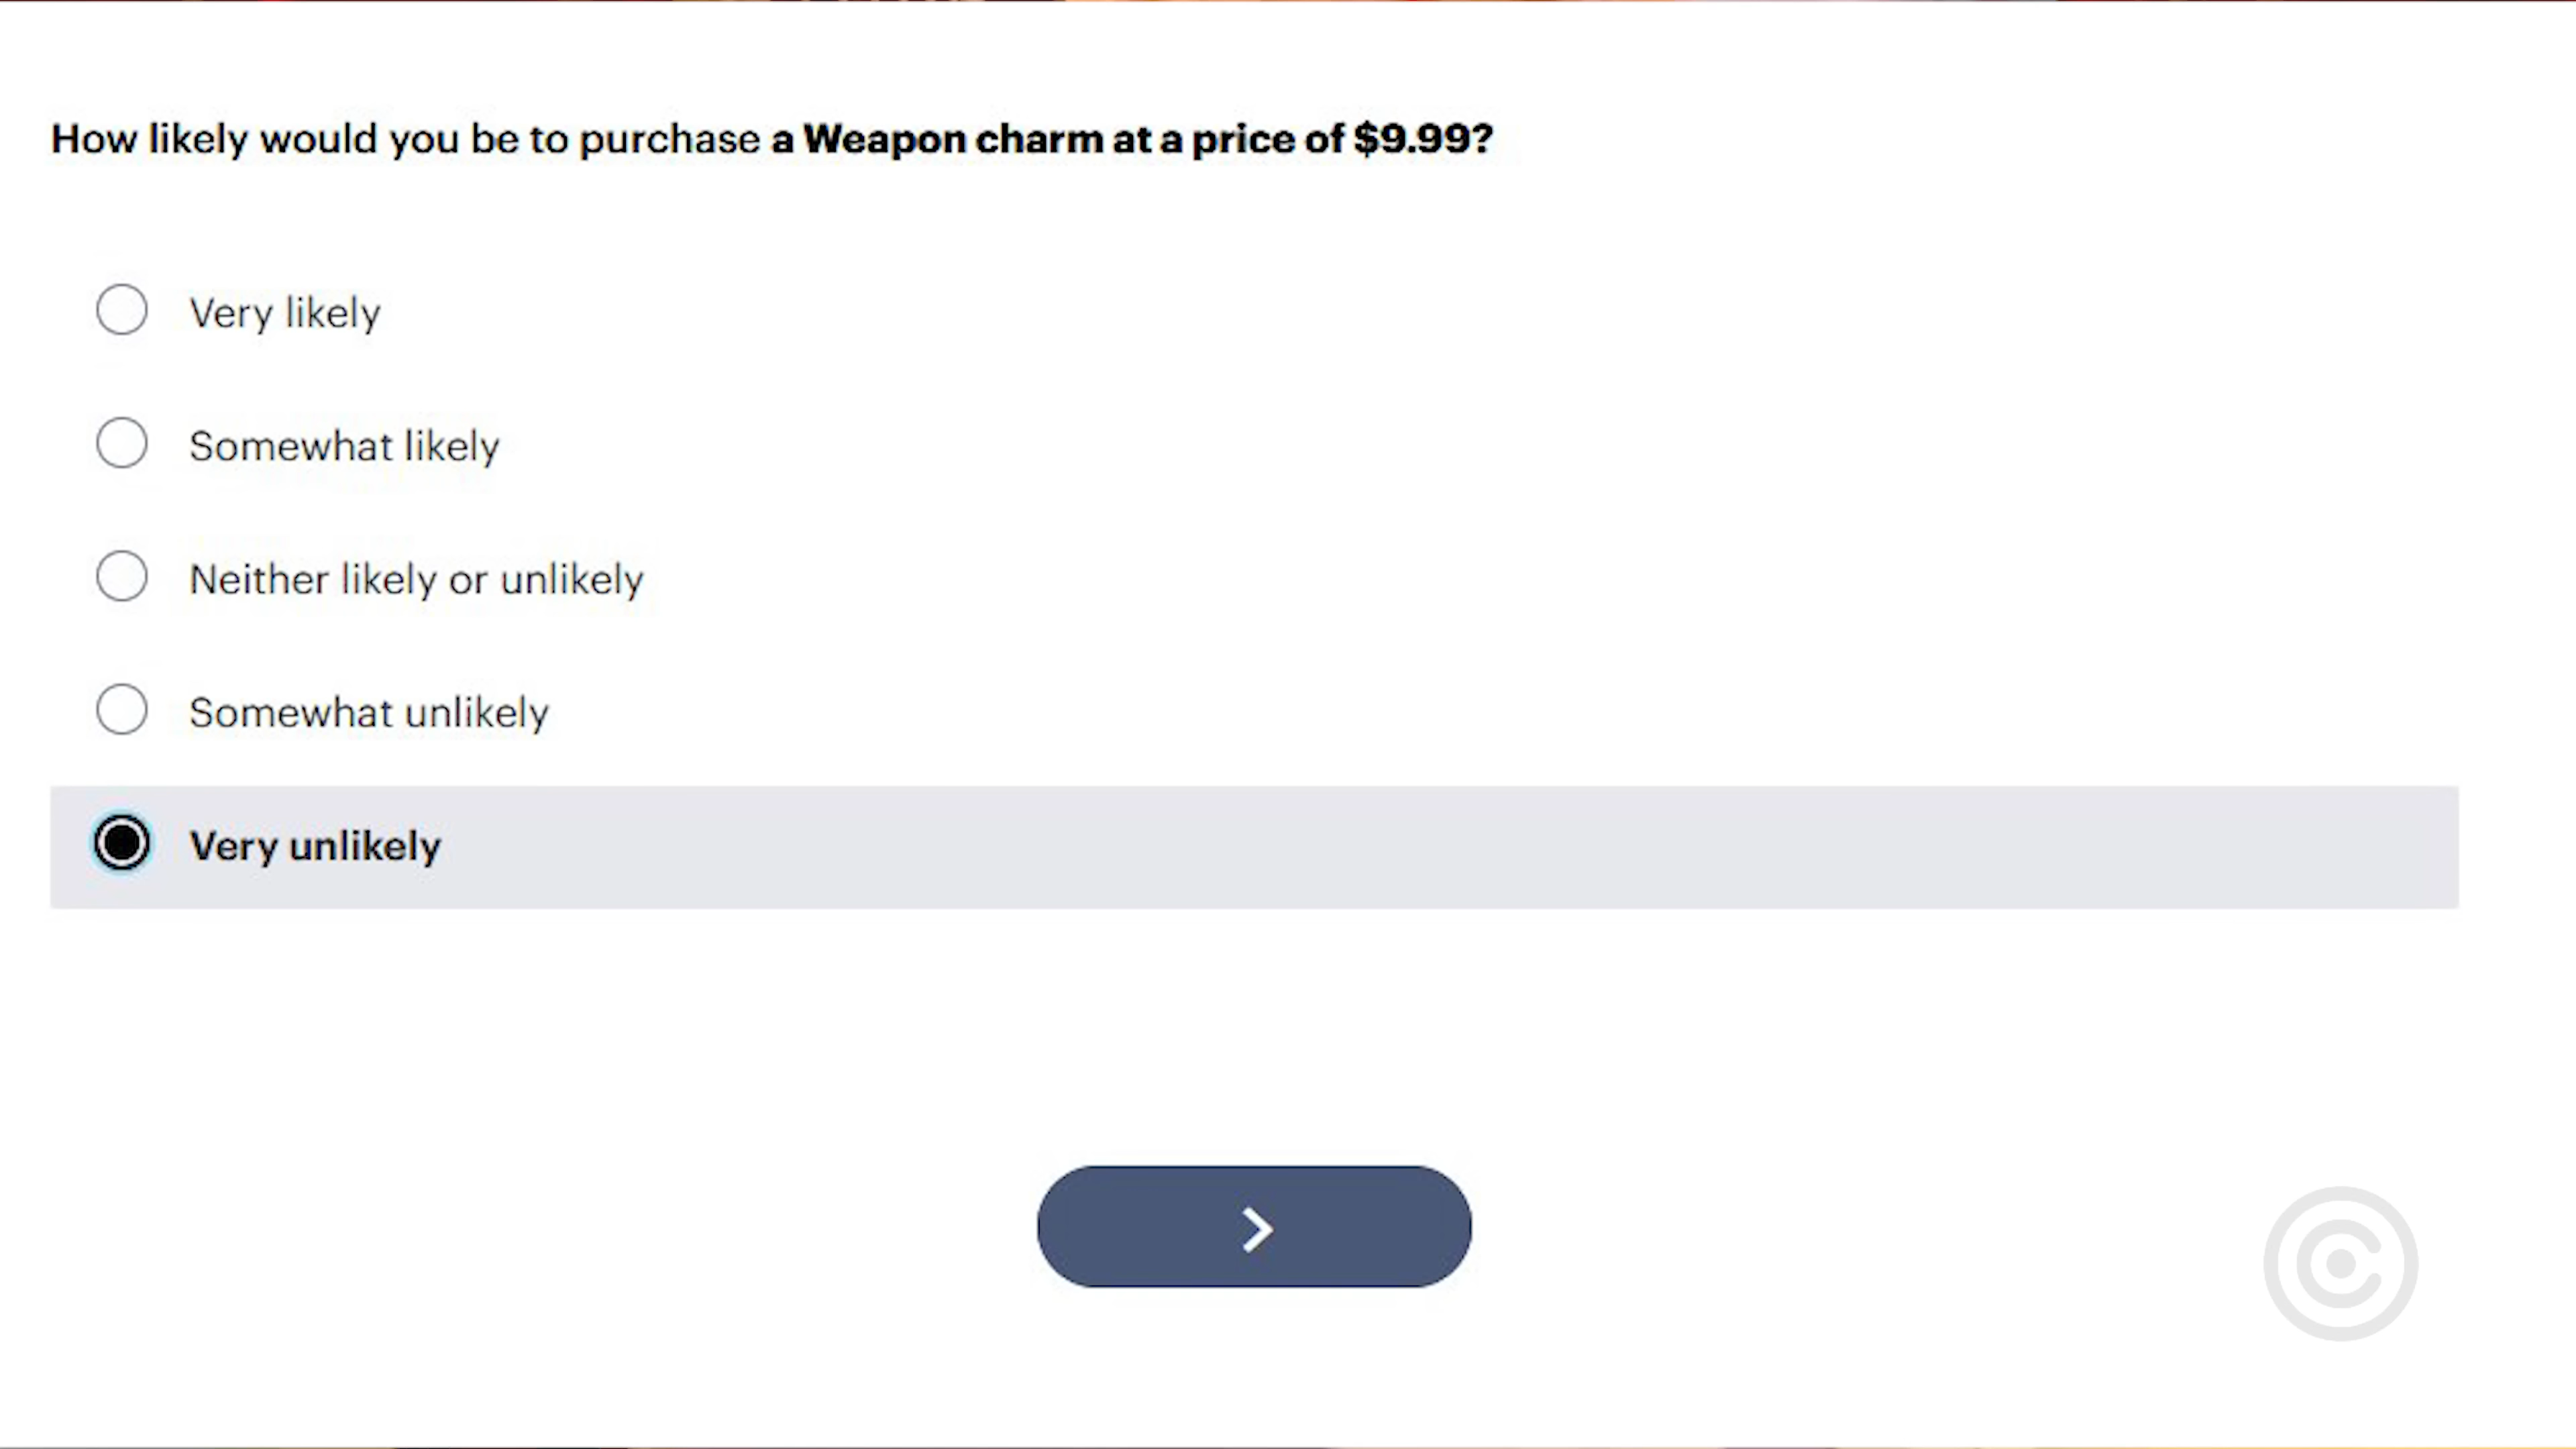 How likely would you be to purchase a Weapon charm at a price of $9.99?
Very likely
Somewhat likely
Neither likely or unlikely
Somewhat unlikely
Very unlikely